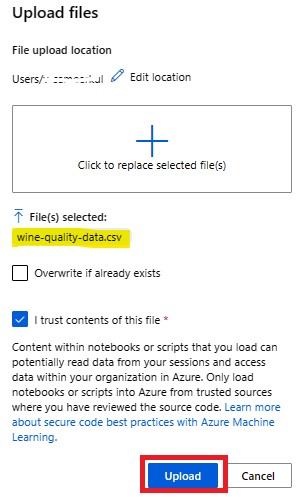 Upload files
File upload location
Users/
Edit location
Click to replace selected file(s)
File(s) selected:
wine-quality-data.csv
Overwrite if already exists
I trust contents of this file *
Content within notebooks or scripts that you load can
potentially read data from your sessions and access
data within your organization in Azure. Only load
notebooks or scripts into Azure from trusted sources
where you have reviewed the source code. Learn more
about secure code best practices with Azure Machine
Learning.
Upload
Cancel